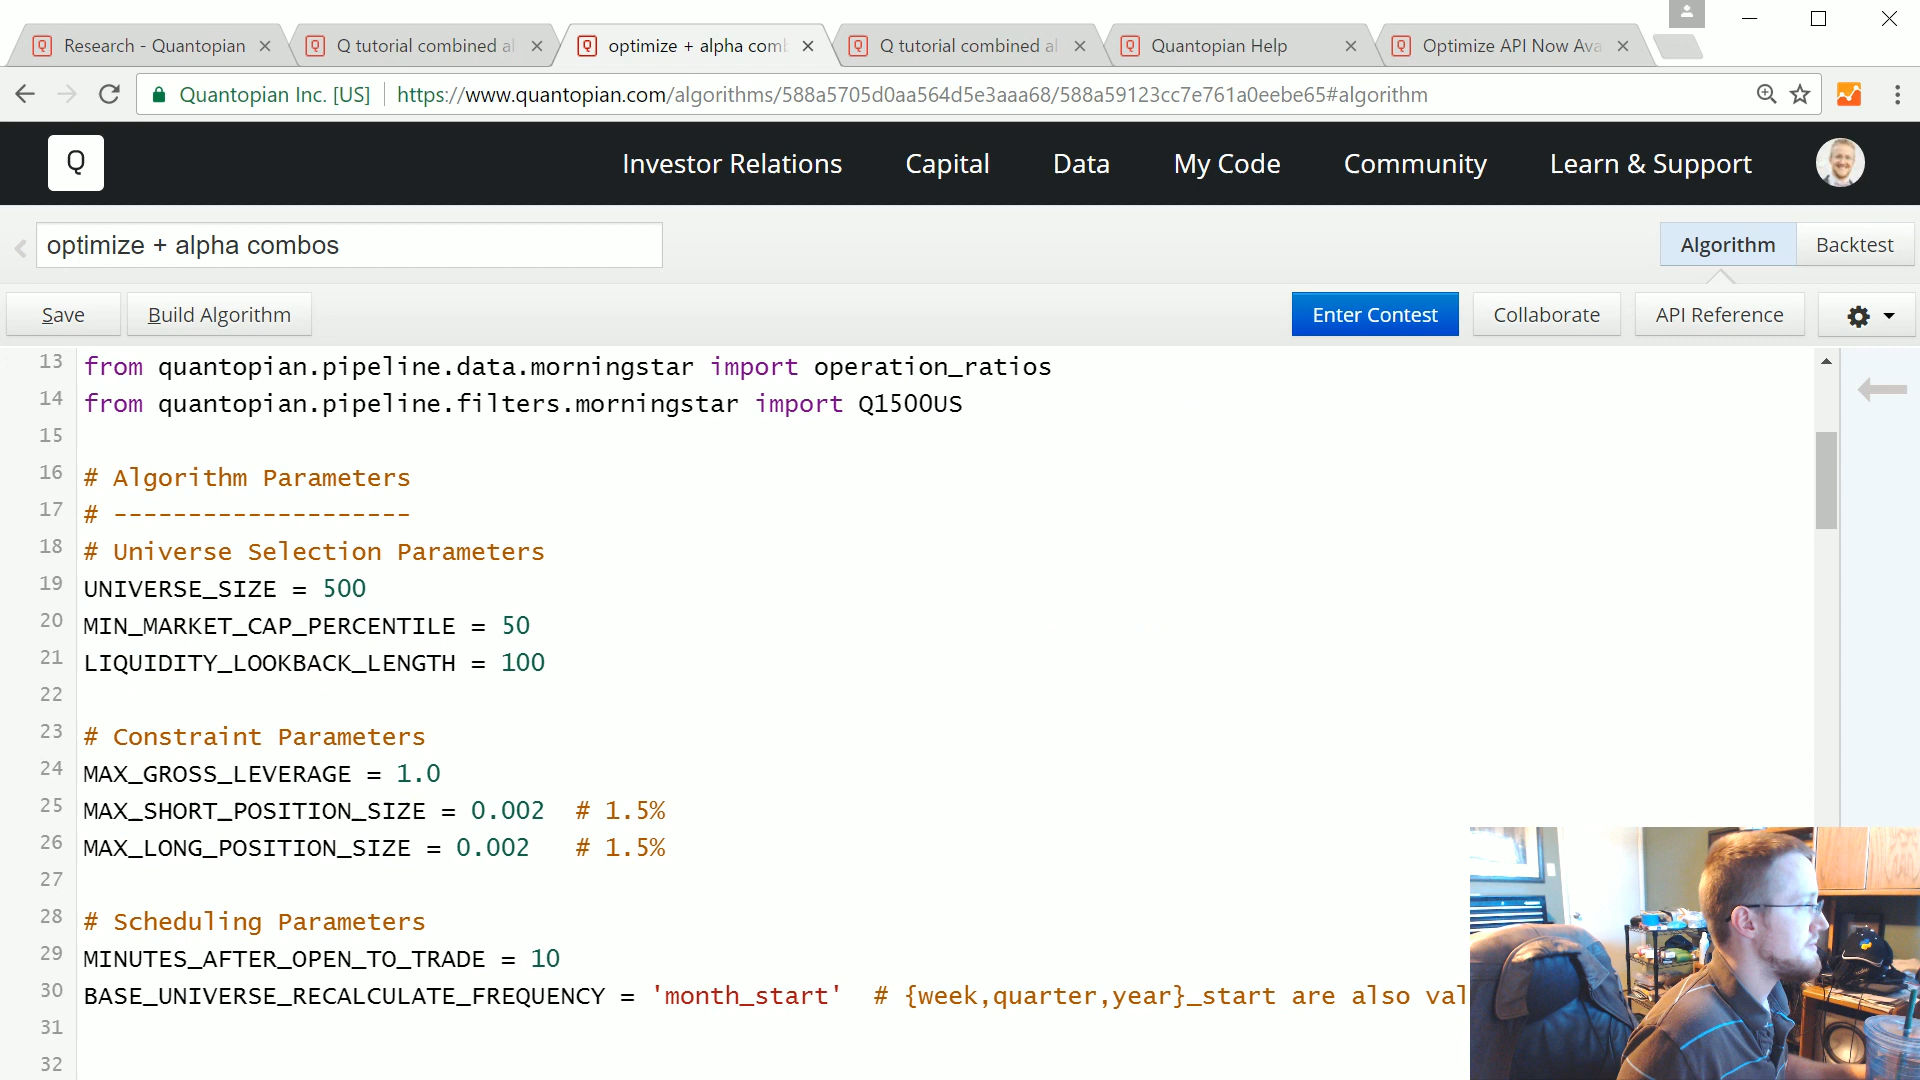 Research - Quantopian
Q tutorial combined al
optimize + alpha comb
Q tutorial combined al
Quantopian Help
Optimize API Now Ava
Quantopian Inc. [US]
https://www.quantopian.com/algorithms/588a5705d0aa564d5e3aaa68/588a59123cc7e761a0eebe65#algorithm
Q
Investor Relations
Capital
Data
My Code
Community
Learn & Support
optimize + alpha combos
Algorithm
Backtest
Save
Build Algorithm
Enter Contest
Collaborate
API Reference
13 from quantopian.pipeline.data.morningstar import operation_ratios
14 from quantopian.pipeline.filters.morningstar import Q1500US
15
16 # Algorithm Parameters
17 # --------------------
18 # Universe Selection Parameters
19 UNIVERSE_SIZE = 500
20 MIN_MARKET_CAP_PERCENTILE = 50
21 LIQUIDITY_LOOKBACK_LENGTH = 100
22
23 # Constraint Parameters
24 MAX_GROSS_LEVERAGE = 1.0
25 MAX_SHORT_POSITION_SIZE = 0.002  # 1.5%
26 MAX_LONG_POSITION_SIZE = 0.002   # 1.5%
27
28 # Scheduling Parameters
29 MINUTES_AFTER_OPEN_TO_TRADE = 10
30 BASE_UNIVERSE_RECALCULATE_FREQUENCY = 'month_start'  # {week,quarter,year}_start are also val
31
32